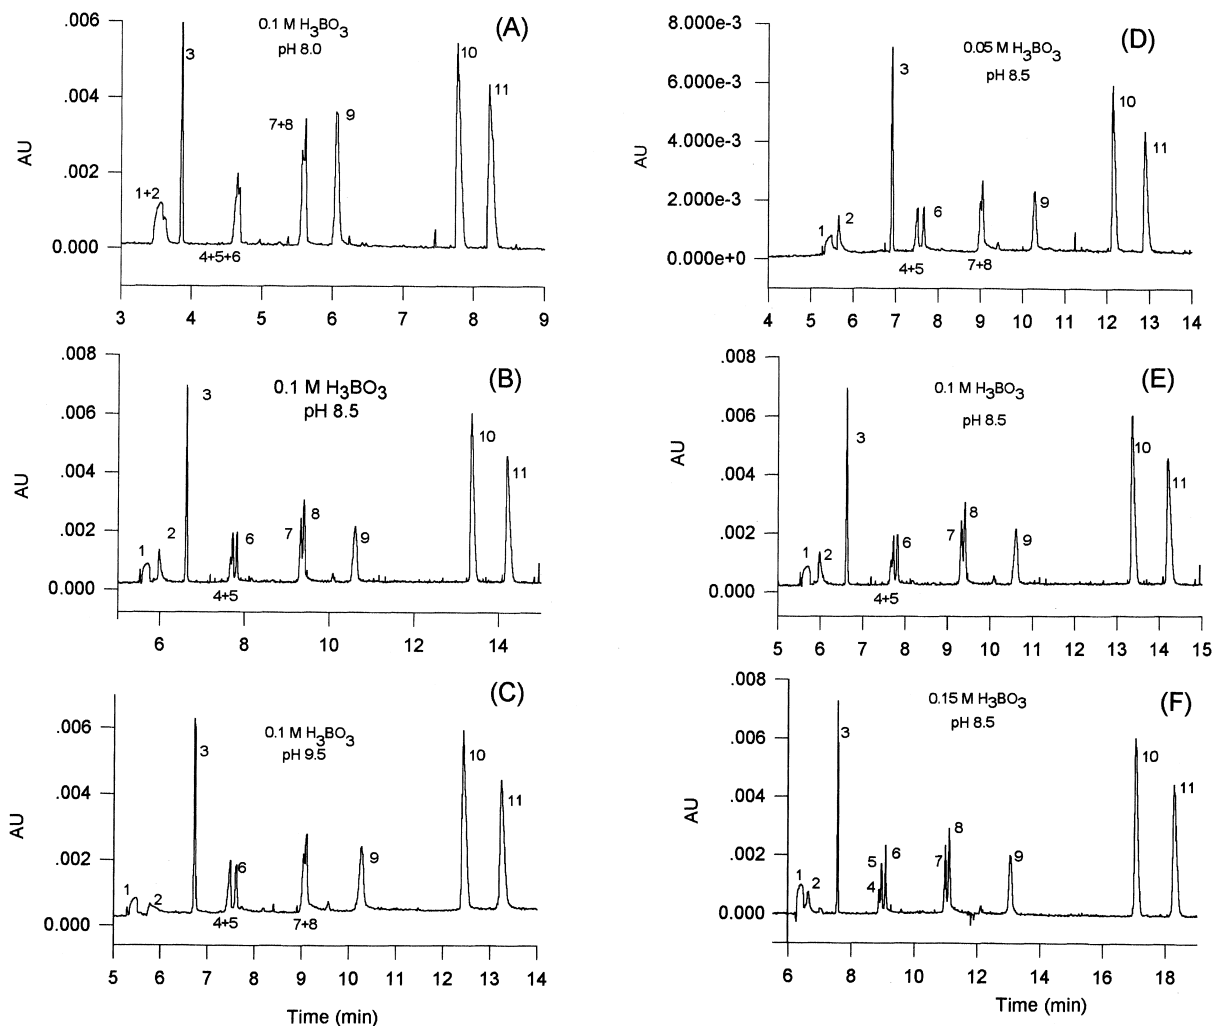 (A)
0.1 M H3BO3
pH 8.0
AU
.006
.004
.002
0.000
1+2
3
4+5+6
7+8
9
10
11
3 4 5 6 7 8 9
(B)
0.1 M H3BO3
pH 8.5
AU
.008
.006
.004
.002
0.000
1
2
3
4+5
6
7
8
9
10
11
6 8 10 12 14
(C)
0.1 M H3BO3
pH 9.5
AU
.006
.004
.002
0.000
1
2
3
4+5
6
7+8
9
10
11
5 6 7 8 9 10 11 12 13 14
Time (min)
(D)
0.05 M H3BO3
pH 8.5
AU
8.000e-3
6.000e-3
4.000e-3
2.000e-3
0.000e+0
1
2
3
4+5
6
7+8
9
10
11
4 5 6 7 8 9 10 11 12 13 14
(E)
0.1 M H3BO3
pH 8.5
AU
.008
.006
.004
.002
0.000
1
2
3
4+5
6
7
8
9
10
11
5 6 7 8 9 10 11 12 13 14 15
(F)
0.15 M H3BO3
pH 8.5
AU
.008
.006
.004
.002
0.000
1
2
3
4
5
6
7
8
9
10
11
6 8 10 12 14 16 18
Time (min)